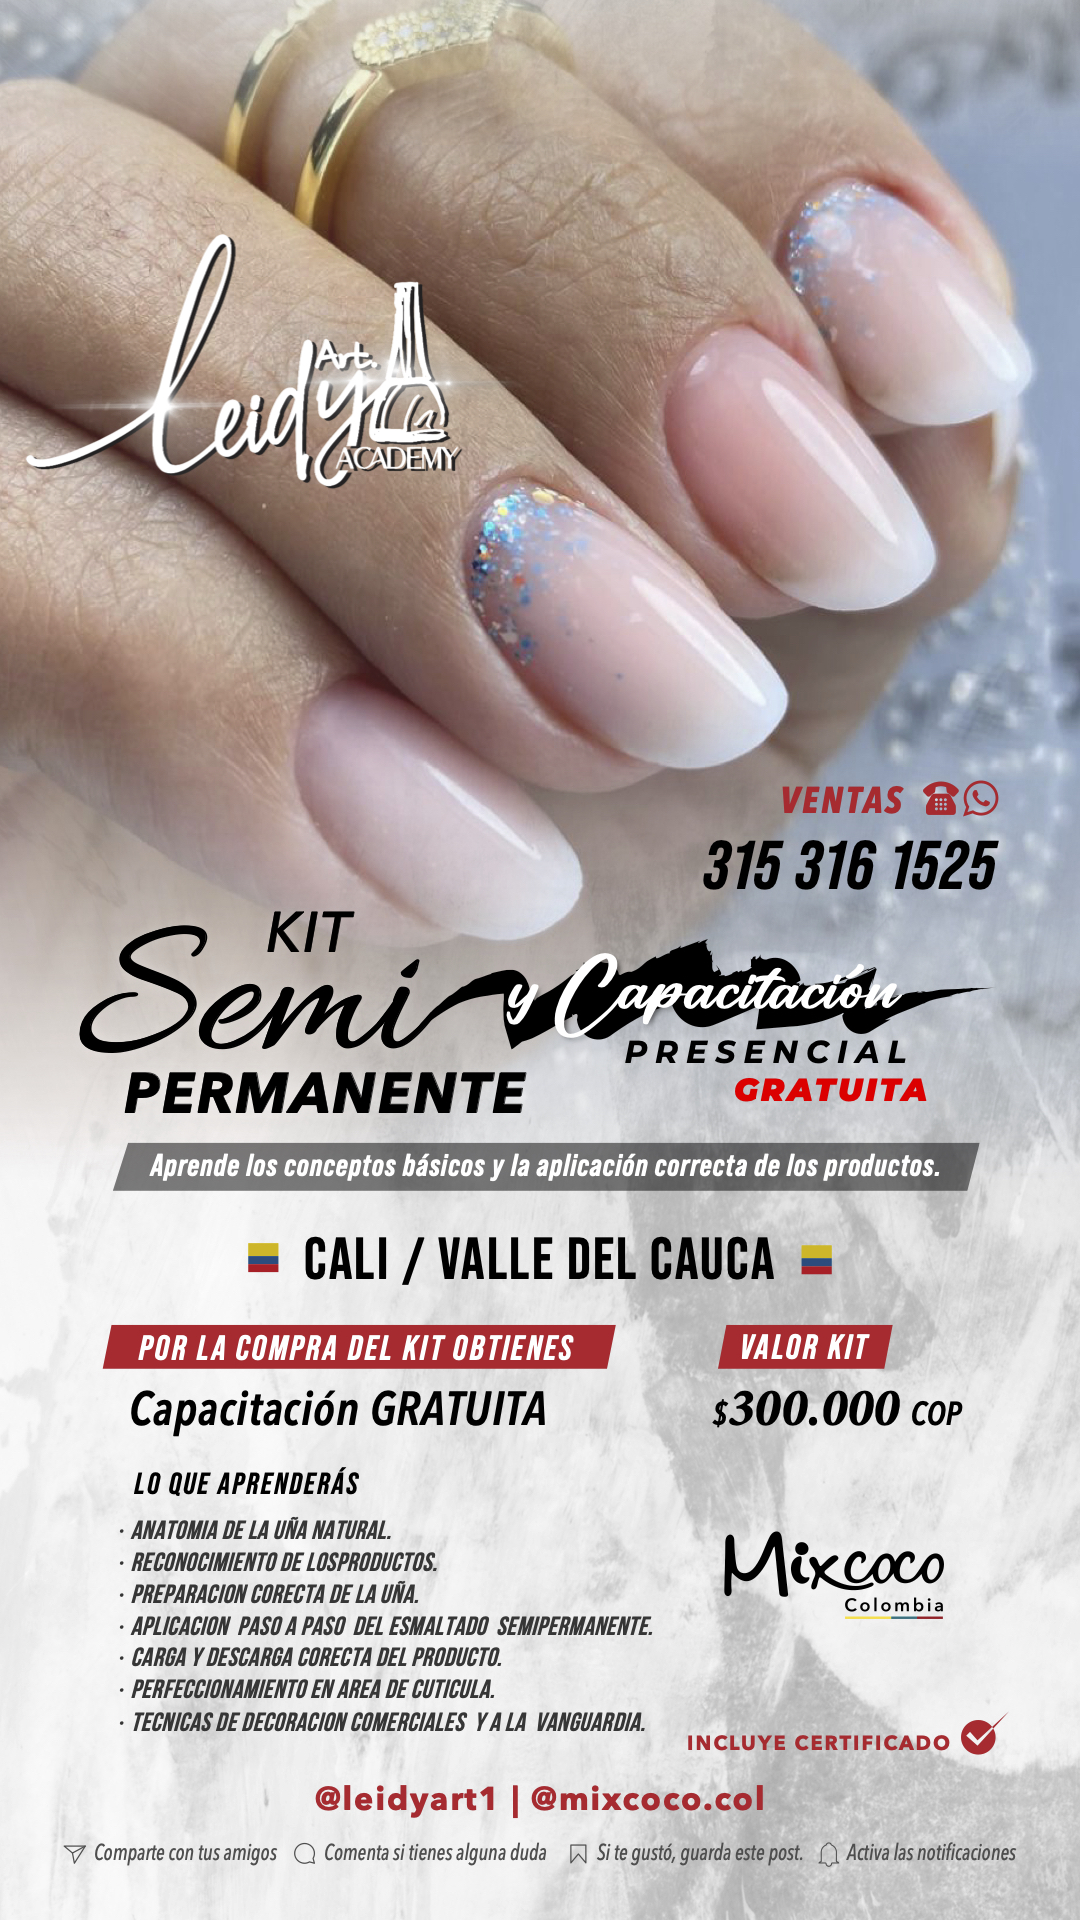 Leidy Art.
ACADEMY
VENTAS
315 316 1525
KIT
Semi
PERMANENTE
y Capacitación
PRESENCIAL
GRATUITA
Aprende los conceptos básicos y la aplicación correcta de los productos.
CALI / VALLE DEL CAUCA
POR LA COMPRA DEL KIT OBTIENES
Capacitación GRATUITA
VALOR KIT
$300.000 COP
LO QUE APRENDERÁS
· ANATOMIA DE LA UÑA NATURAL.
· RECONOCIMIENTO DE LOSPRODUCTOS.
· PREPARACION CORECTA DE LA UÑA.
· APLICACION PASO A PASO DEL ESMALTADO SEMIPERMANENTE.
· CARGA Y DESCARGA CORECTA DEL PRODUCTO.
· PERFECCIONAMIENTO EN AREA DE CUTICULA.
· TECNICAS DE DECORACION COMERCIALES Y A LA VANGUARDIA.
Mixcoco
Colombia
INCLUYE CERTIFICADO
@leidyart1 | @mixcoco.col
Comparte con tus amigos Comenta si tienes alguna duda Si te gustó, guarda este post. Activa las notificaciones